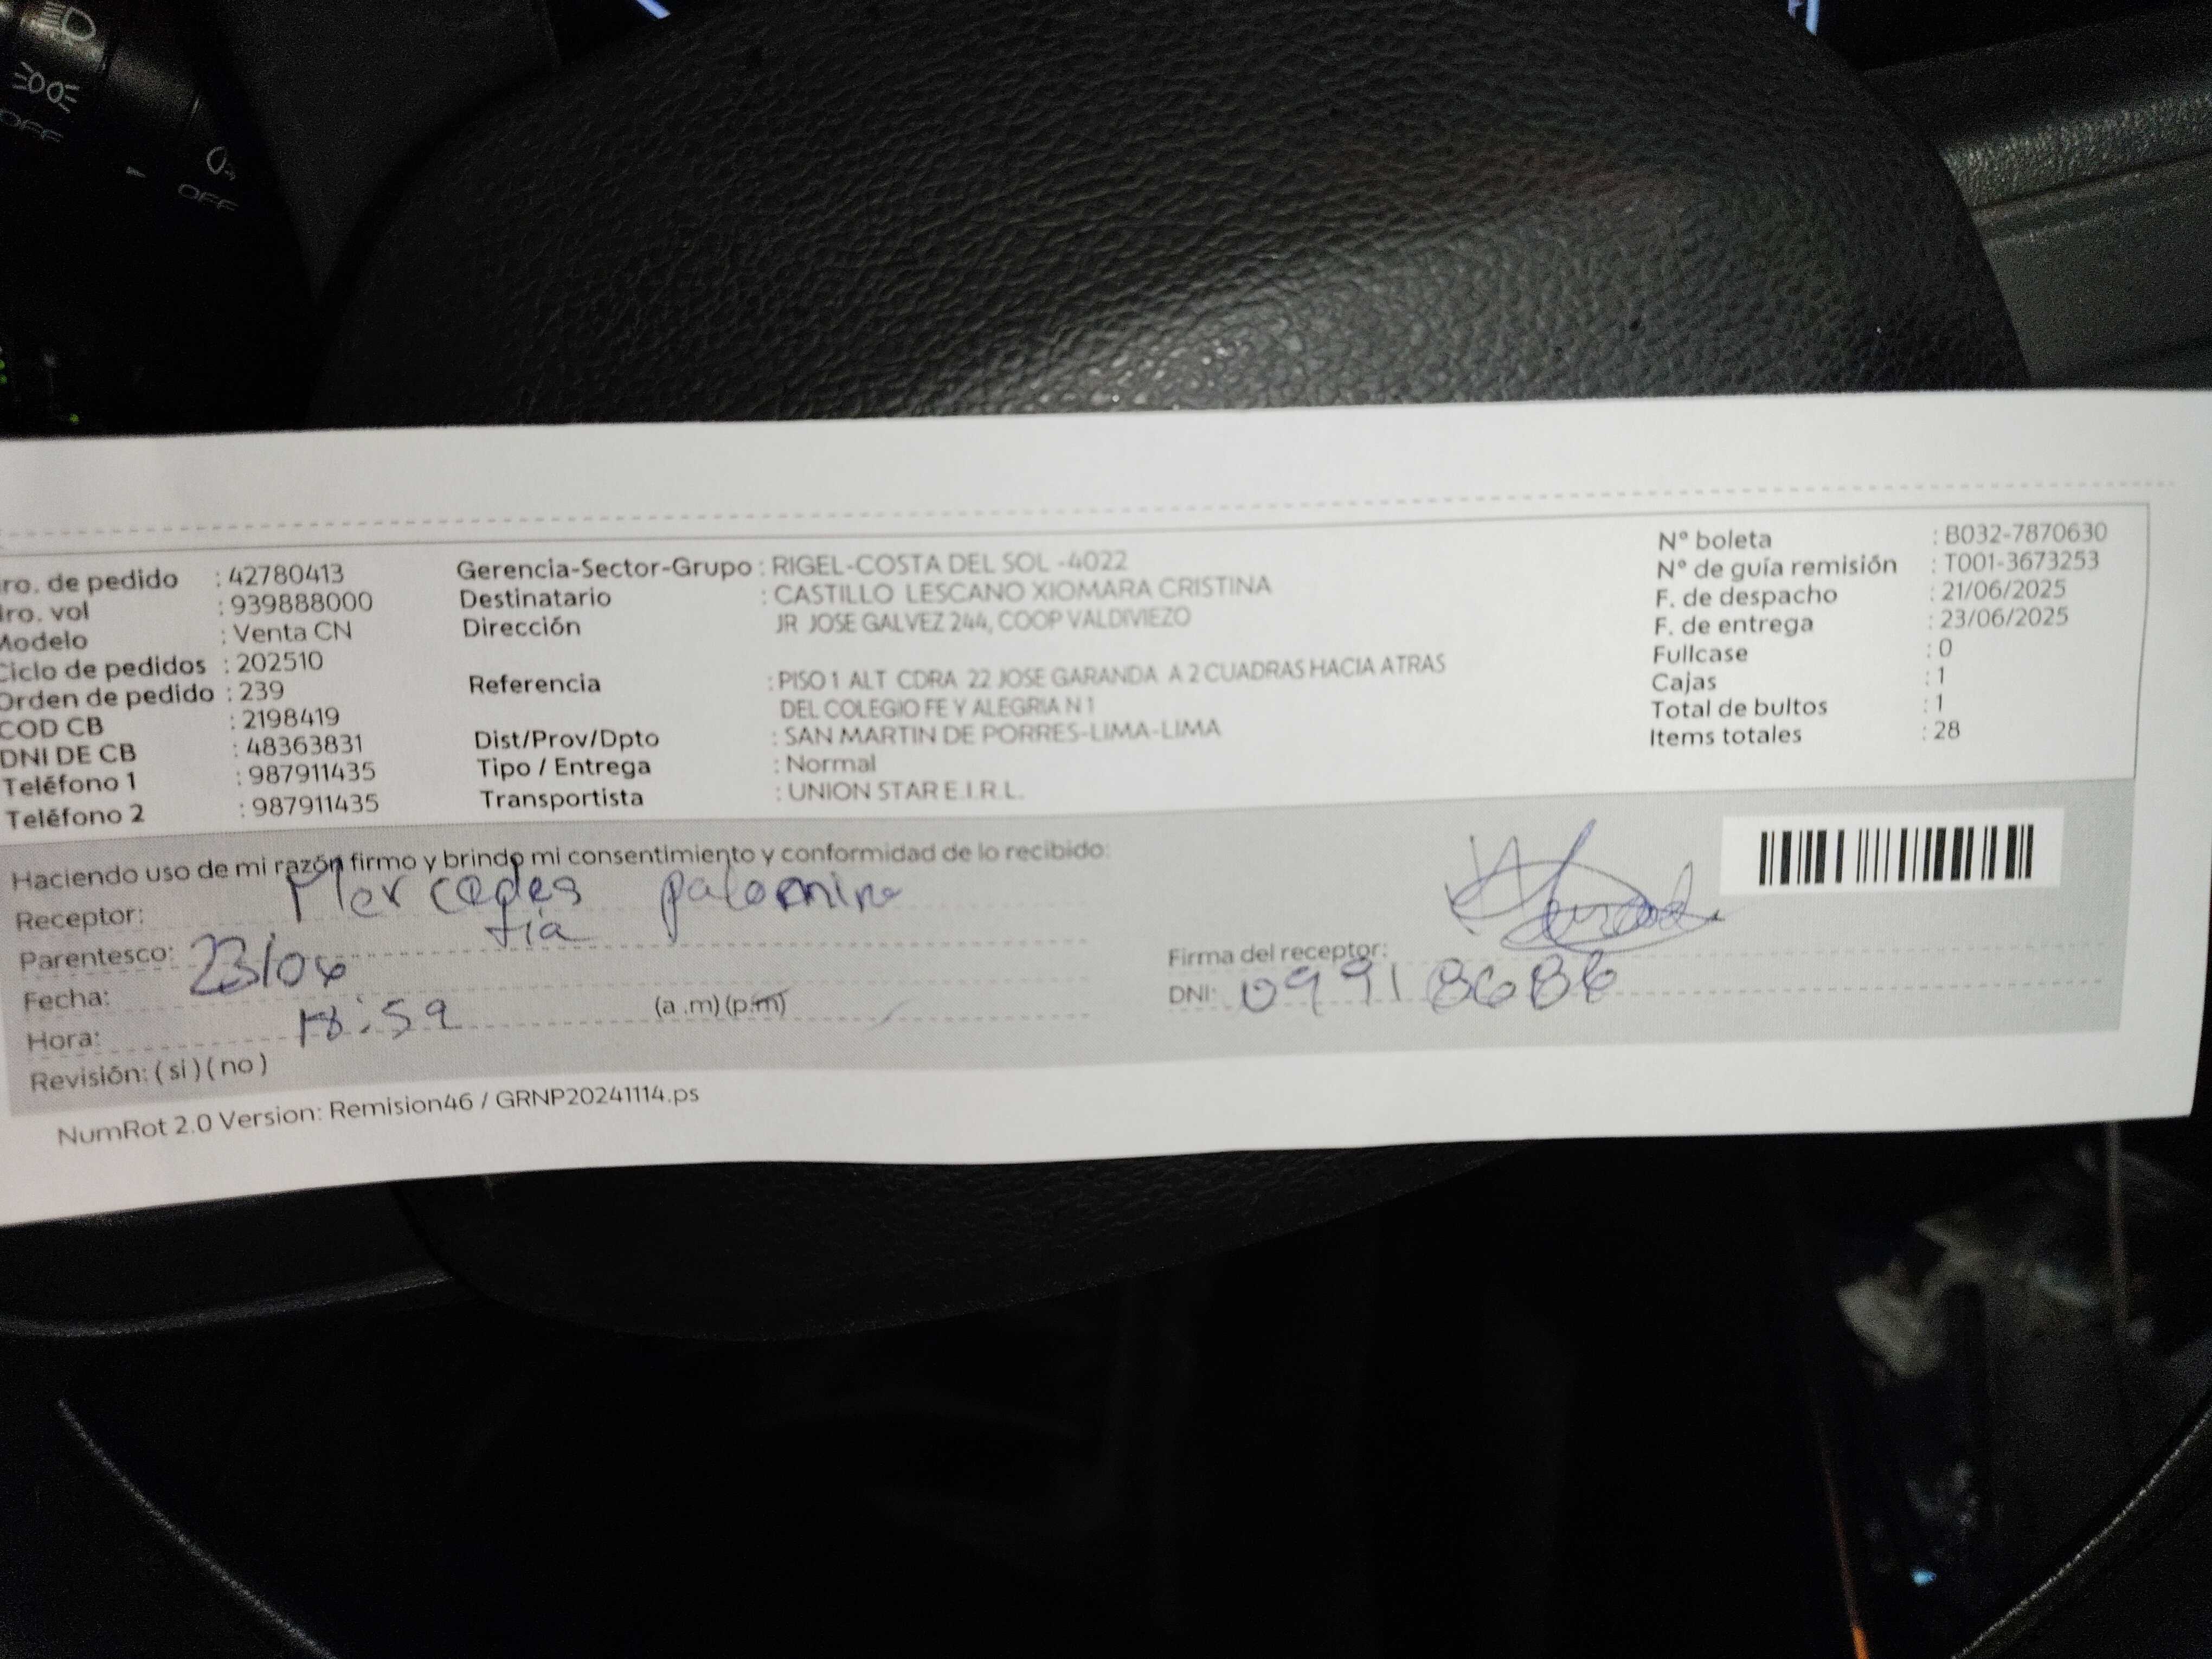 ro. de pedido : 42780413
ro. vol : 939888000
Modelo : Venta CN
Ciclo de pedidos : 202510
Orden de pedido : 239
COD CB : 2198419
DNI DE CB : 48363831
Teléfono 1 : 987911435
Teléfono 2 : 987911435
Gerencia-Sector-Grupo : RIGEL-COSTA DEL SOL -4022
Destinatario : CASTILLO LESCANO XIOMARA CRISTINA
Dirección JR JOSE GALVEZ 244, COOP VALDIVIEZO
Referencia : PISO 1 ALT CDRA 22 JOSE GARANDA A 2 CUADRAS HACIA ATRAS
DEL COLEGIO FE Y ALEGRIA N 1
Dist/Prov/Dpto : SAN MARTIN DE PORRES-LIMA-LIMA
Tipo / Entrega : Normal
Transportista : UNION STAR E.I.R.L.
Nº boleta : B032-7870630
Nº de guía remisión : T001-3673253
F. de despacho : 21/06/2025
F. de entrega : 23/06/2025
Fullcase : 0
Cajas : 1
Total de bultos : 1
Items totales : 28
Haciendo uso de mi razón firmo y brindo mi consentimiento y conformidad de lo recibido:
Receptor: Mercedes palomino
Parentesco: tía
Fecha: 23/06
Hora: 18:59 (a .m) (p.m)
Revisión: ( si ) ( no )
Firma del receptor:
DNI: 09918686
NumRot 2.0 Version: Remision46 / GRNP20241114.ps
OFF
OFF